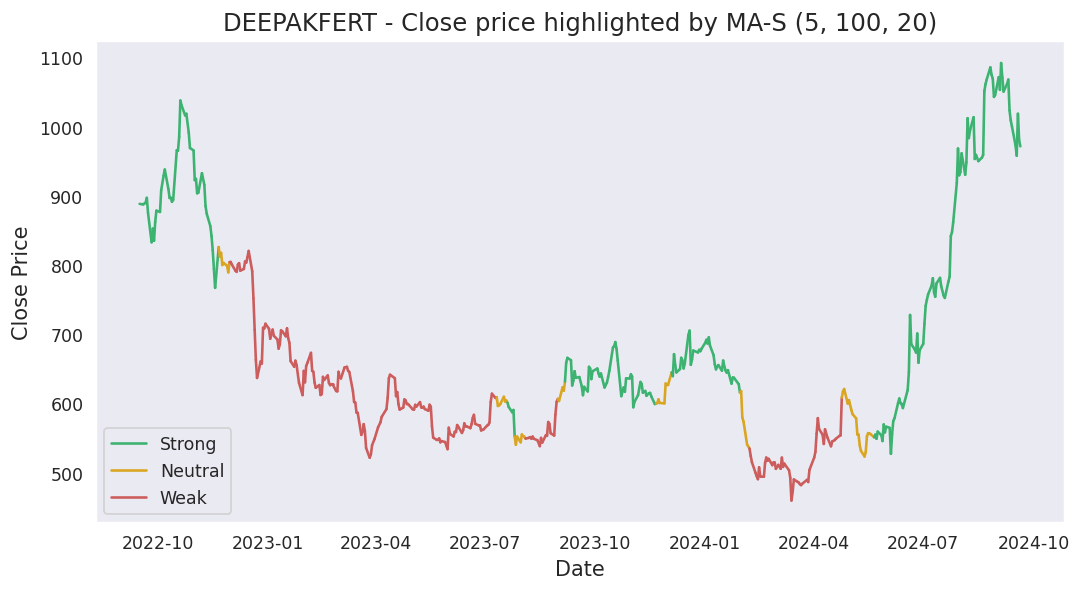 DEEPAKFERT - Close price highlighted by MA-S (5, 100, 20)
Close Price
1100
1000
900
800
700
600
500
Strong
Neutral
Weak
2022-10 2023-01 2023-04 2023-07 2023-10 2024-01 2024-04 2024-07 2024-10
Date